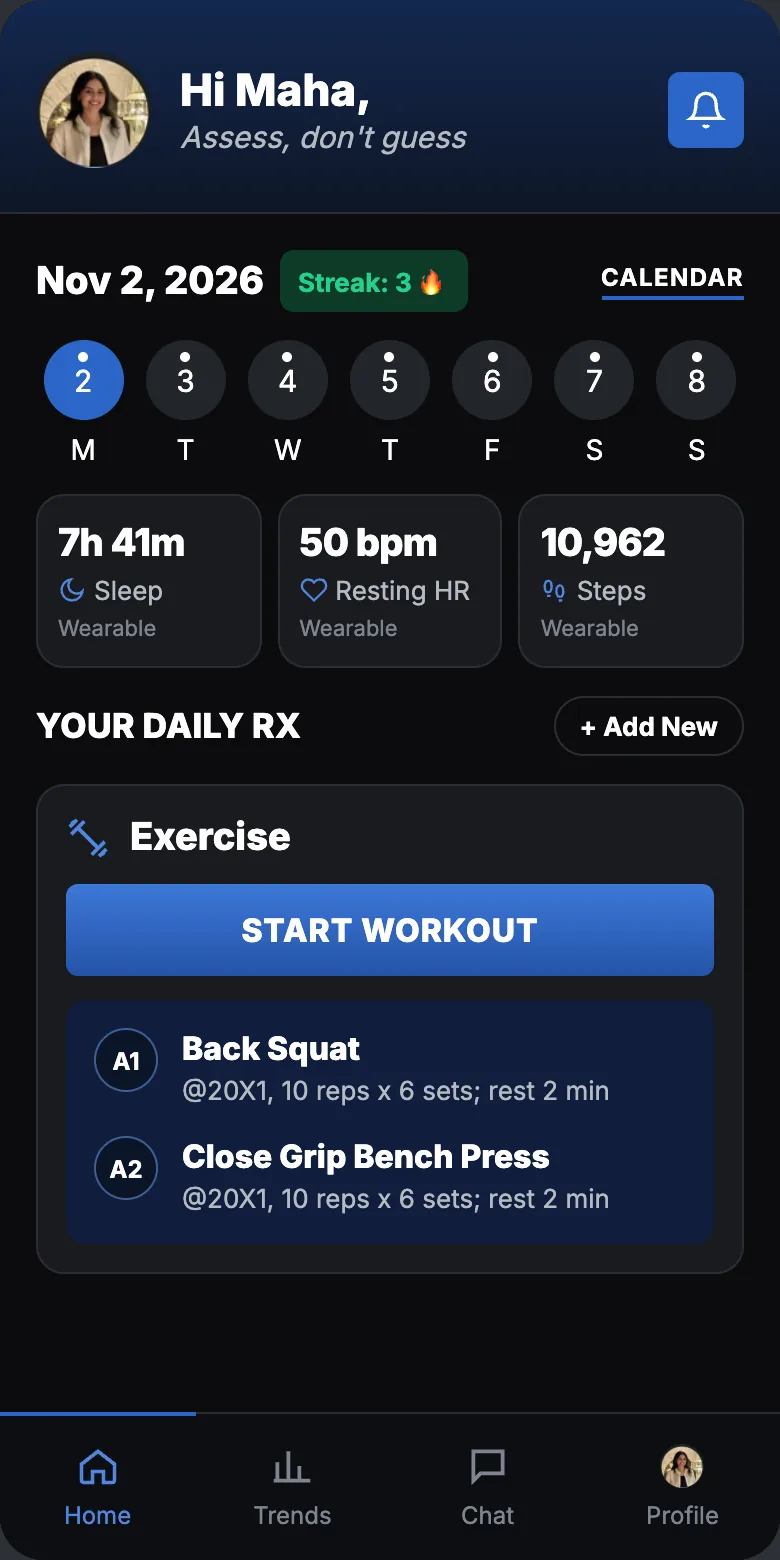 Hi Maha,
Assess, don't guess
Nov 2, 2026
Streak: 3 🔥
CALENDAR
2 3 4 5 6 7 8
M T W T F S S
7h 41m
Sleep
Wearable
50 bpm
Resting HR
Wearable
10,962
Steps
Wearable
YOUR DAILY RX
+ Add New
Exercise
START WORKOUT
A1
Back Squat
@20X1, 10 reps x 6 sets; rest 2 min
A2
Close Grip Bench Press
@20X1, 10 reps x 6 sets; rest 2 min
Home
Trends
Chat
Profile